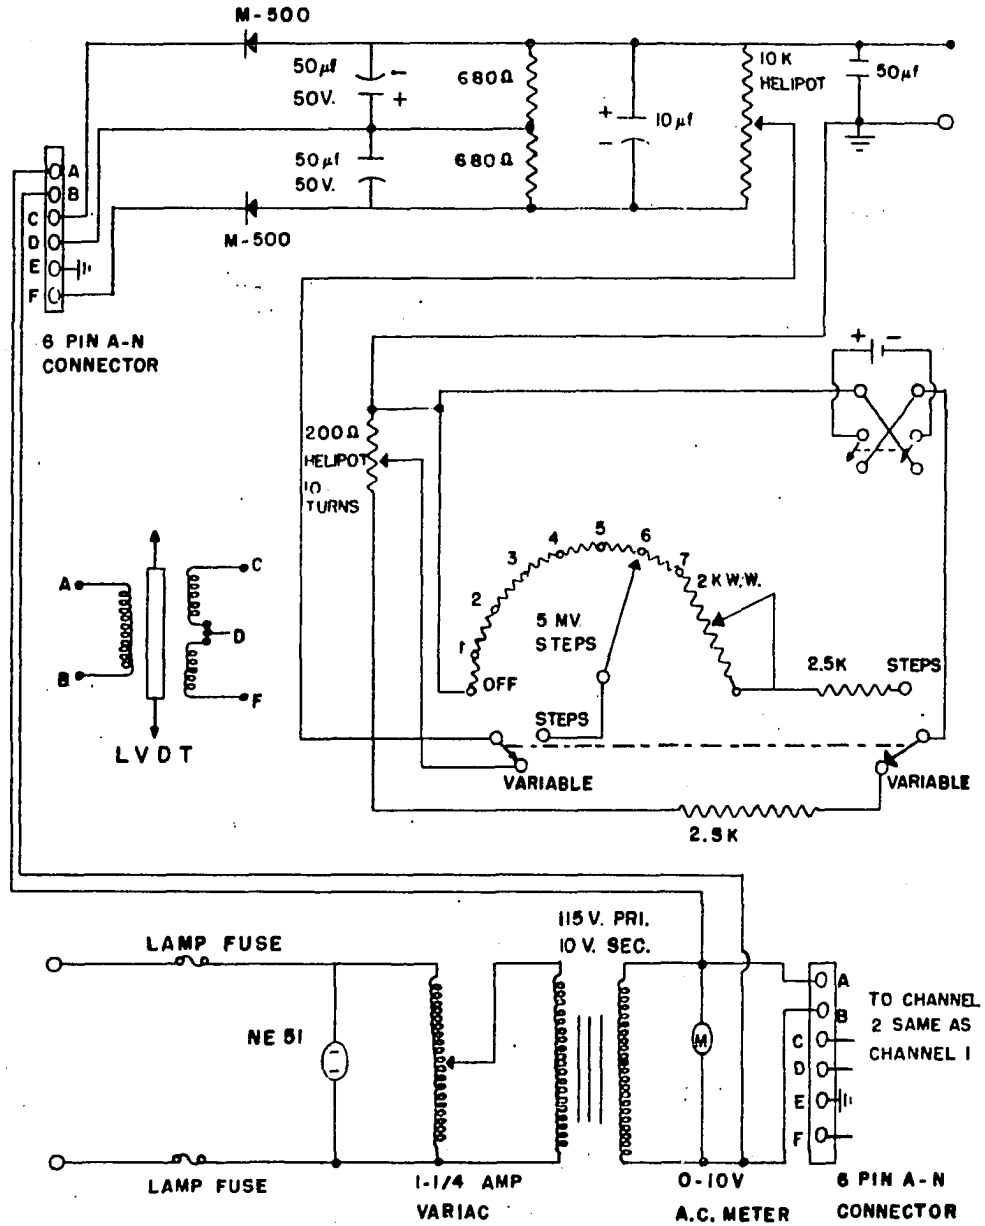 M-500
50μf
50V.
-
+
680Ω
+
-
10μf
10K
HELIPOT
50μf
50μf
50V.
680Ω
M-500
A
B
C
D
E
F
6 PIN A-N
CONNECTOR
+ -
200Ω
HELIPOT
10
TURNS
1
2
3
4
5
6
7
OFF
5 MV.
STEPS
2 K W.W.
2.5K
STEPS
STEPS
VARIABLE
VARIABLE
2.5K
A
B
C
D
F
LVDT
LAMP FUSE
NE 51
LAMP FUSE
1-1/4 AMP
VARIAC
115 V. PRI.
10 V. SEC.
M
0-10V
A.C. METER
A
B
C
D
E
F
TO CHANNEL
2 SAME AS
CHANNEL 1
6 PIN A-N
CONNECTOR